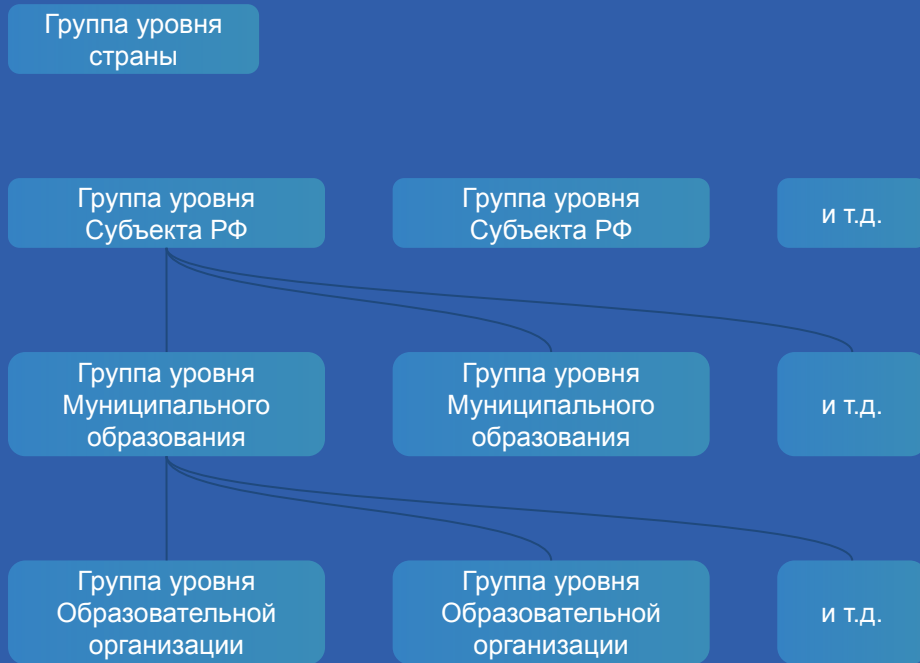 Группа уровня
страны
Группа уровня
Субъекта РФ
Группа уровня
Субъекта РФ
и т.д.
Группа уровня
Муниципального
образования
Группа уровня
Муниципального
образования
и т.д.
Группа уровня
Образовательной
организации
Группа уровня
Образовательной
организации
и т.д.